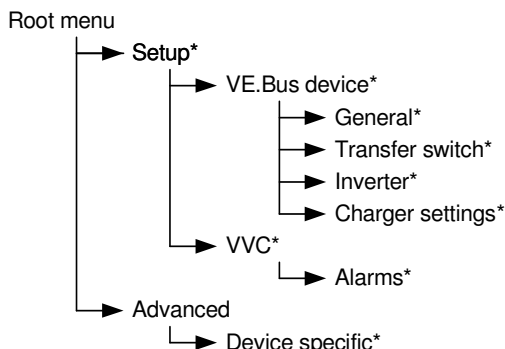 Root menu
Setup*
VE.Bus device*
General*
Transfer switch*
Inverter*
Charger settings*
VVC*
Alarms*
Advanced
Device specific*